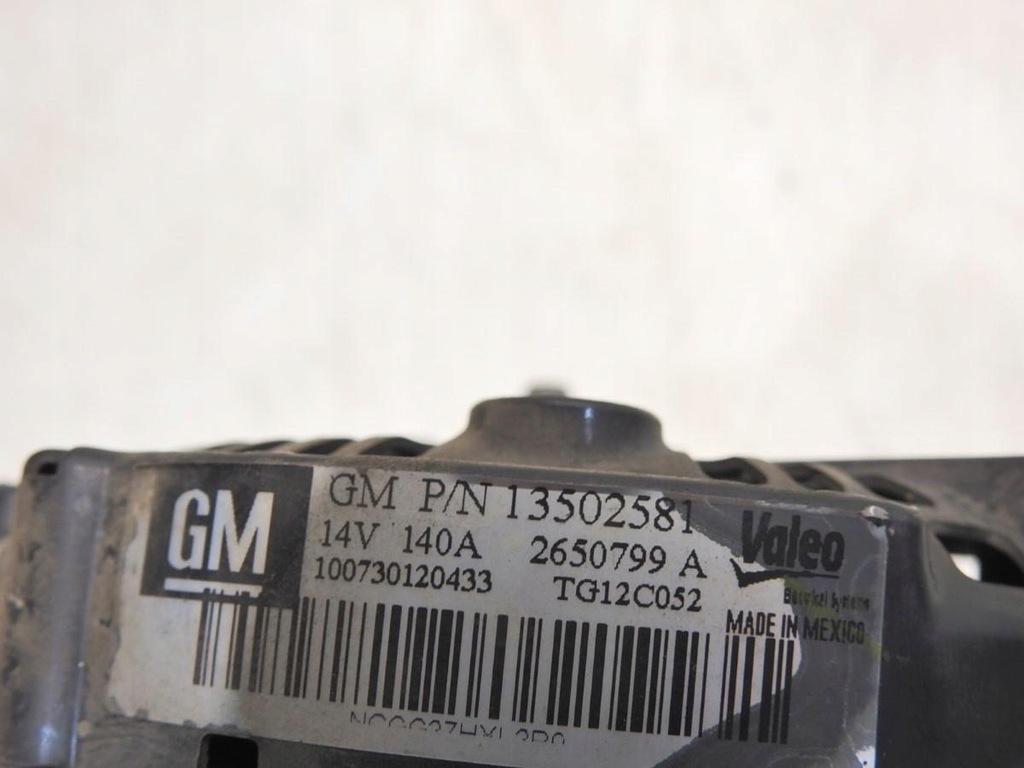 GM
GM P/N 13502581
14V 140A 2650799 A
100730120433 TG12C052
Valeo
MADE IN MEXICO